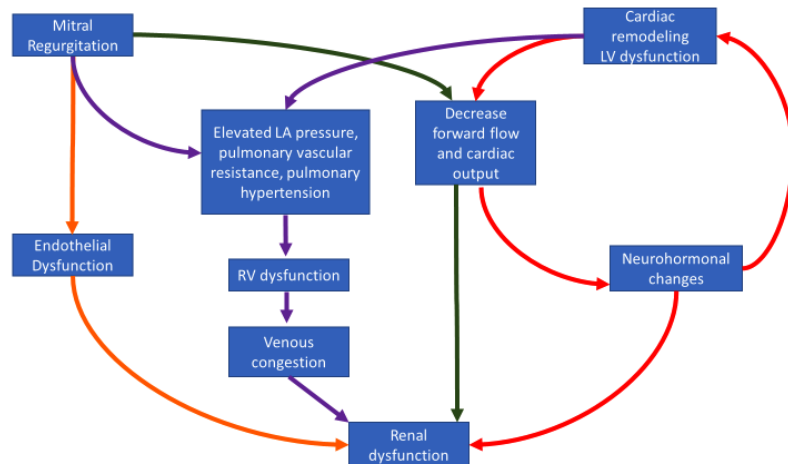 Mitral
Regurgitation
Cardiac
remodeling
LV dysfunction
Elevated LA pressure,
pulmonary vascular
resistance, pulmonary
hypertension
Decrease
forward flow
and cardiac
output
Endothelial
Dysfunction
RV dysfunction
Neurohormonal
changes
Venous
congestion
Renal
dysfunction